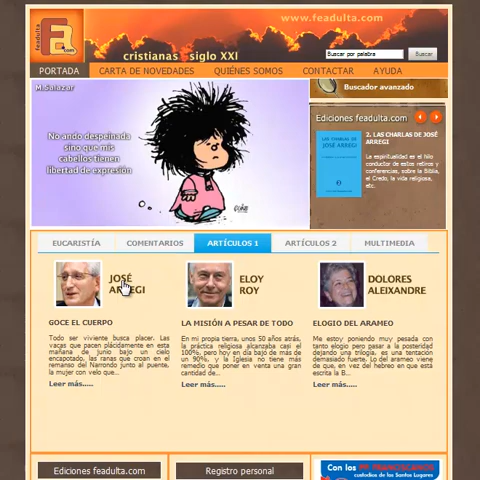 feadulta
Fa
.com
www.feadulta.com
cristianas siglo XXI
Buscar por palabra
Buscar
PORTADA
CARTA DE NOVEDADES
QUIÉNES SOMOS
CONTACTAR
AYUDA
M.Salazar
No ando despeinada
sino que mis
cabellos tienen
libertad de expresión
Buscador avanzado
Ediciones feadulta.com
2. LAS CHARLAS DE JOSÉ
ARREGI
La espiritualidad es el hilo
conductor de estos retiros y
conferencias, sobre la Biblia,
el Credo, la vida religiosa,
etc.
EUCARISTÍA
COMENTARIOS
ARTÍCULOS 1
ARTÍCULOS 2
MULTIMEDIA
JOSÉ
ARREGI
GOCE EL CUERPO
Todo ser viviente busca placer. Las
vacas que pacen plácidamente en esta
mañana de junio bajo un cielo
encapotado, las ranas que croan en el
remanso del Narrondo junto al puente,
la mujer con velo que...
Leer más.....
ELOY
ROY
LA MISIÓN A PESAR DE TODO
En mi propia tierra, unos 50 años atrás,
la práctica religiosa alcanzaba casi el
100%, pero hoy en día bajó de más de
un 90%. y la Iglesia no tiene más
remedio que poner en venta una gran
cantidad de...
Leer más.....
DOLORES
ALEIXANDRE
ELOGIO DEL ARAMEO
Me estoy poniendo muy pesada con
tanto elogio pero pasar a la posteridad
dejando una trilogía, es una tentación
demasiado fuerte. Lo del arameo viene
de que, en vez del hebreo en que está
escrita la B...
Leer más.....
Ediciones feadulta.com
Registro personal
Con los PP FRANCISCANOS
custodios de los Santos Lugares